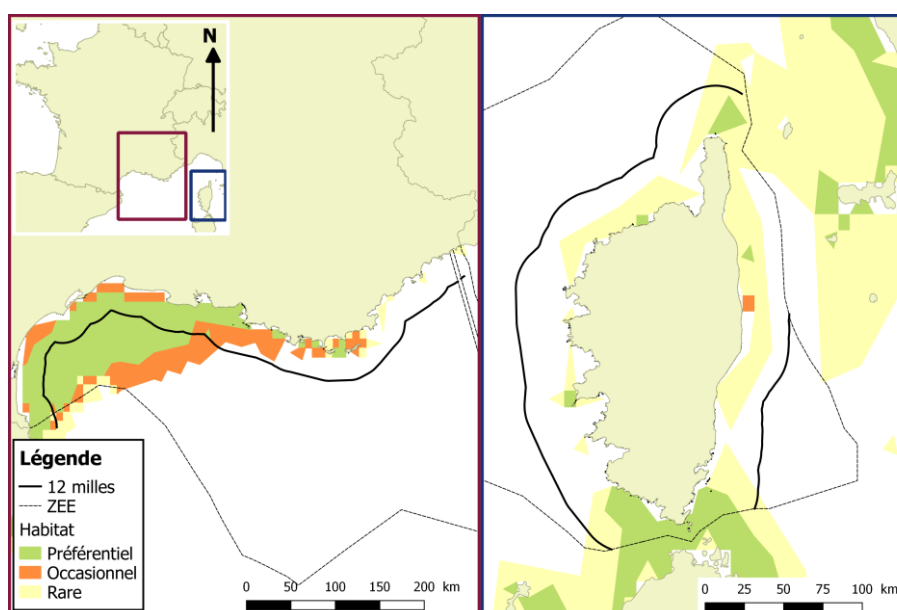 N
Légende
12 milles
ZEE
Habitat
Préférentiel
Occasionnel
Rare
0 50 100 150 200 km
0 25 50 75 100 km